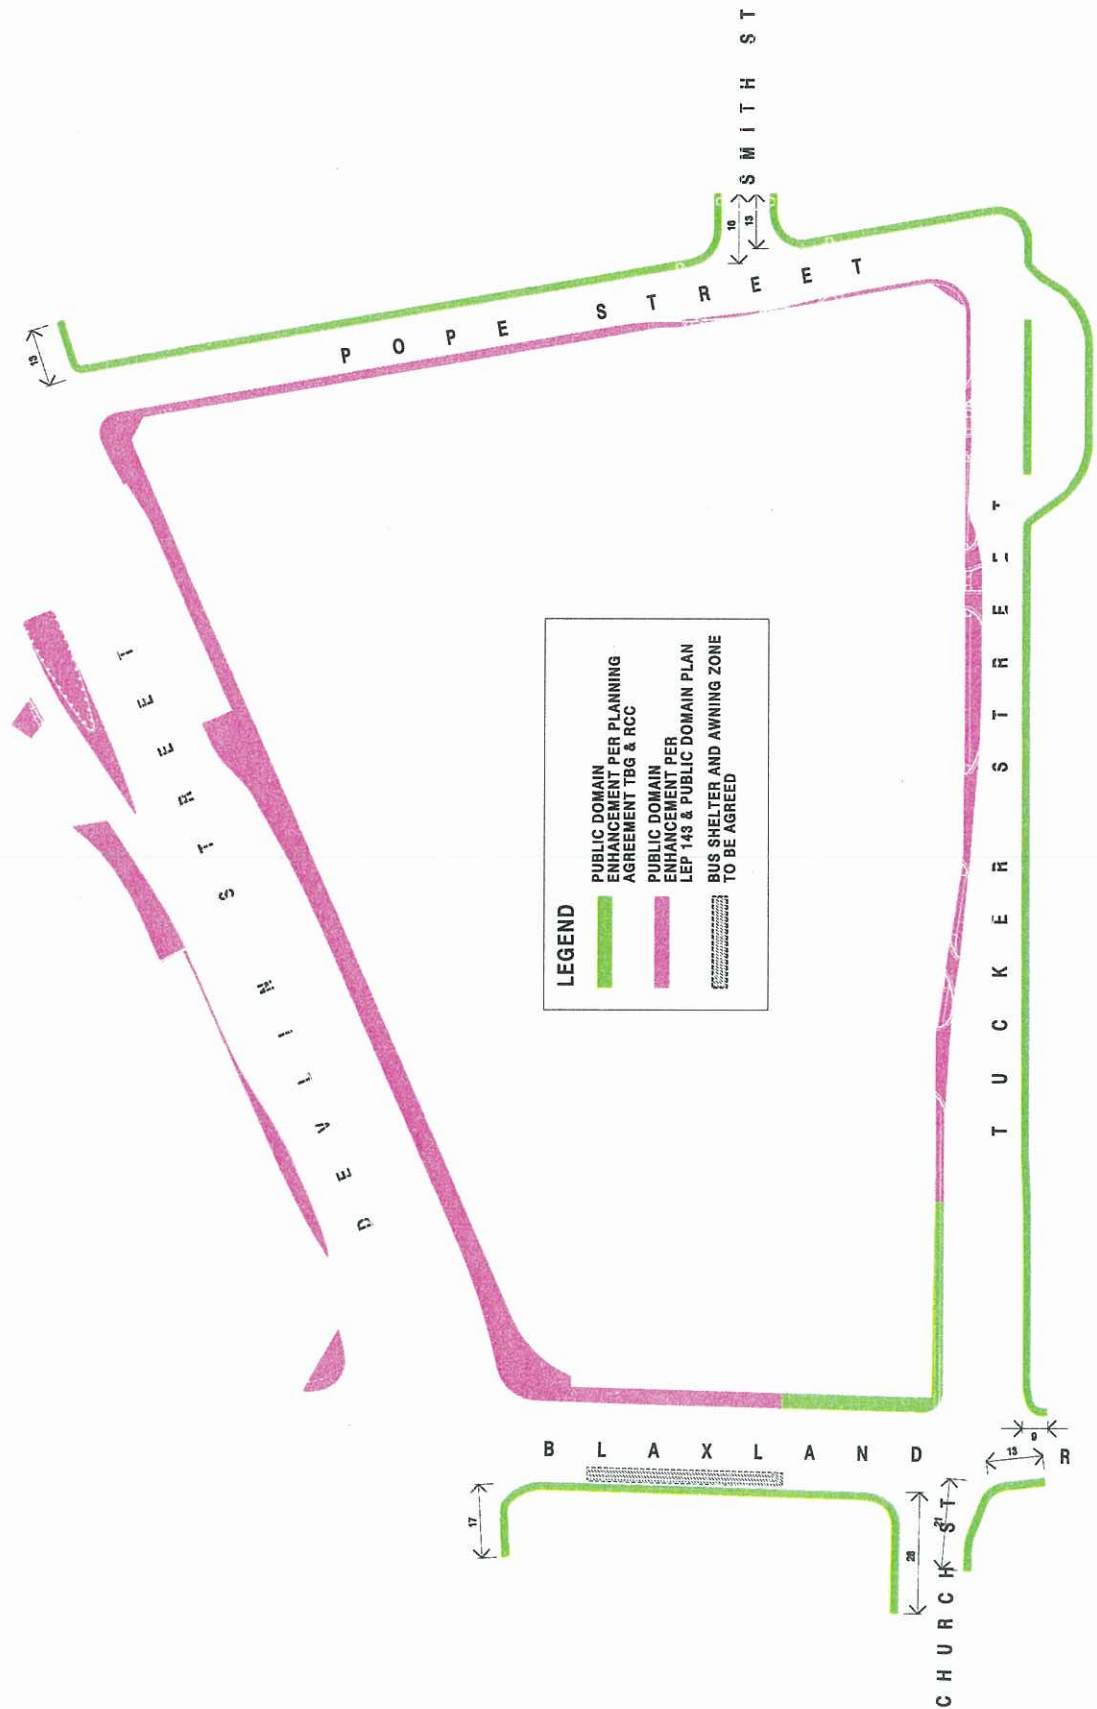 SMITH ST
16
13
13
POPE STREET
DEVLIN STREET
LEGEND
PUBLIC DOMAIN
ENHANCEMENT PER PLANNING
AGREEMENT TBG & RCC
PUBLIC DOMAIN
ENHANCEMENT PER
LEP 143 & PUBLIC DOMAIN PLAN
BUS SHELTER AND AWNING ZONE
TO BE AGREED
TUCKER STREET
BLAXLAND R
9
13
17
28
21
CHURCH ST